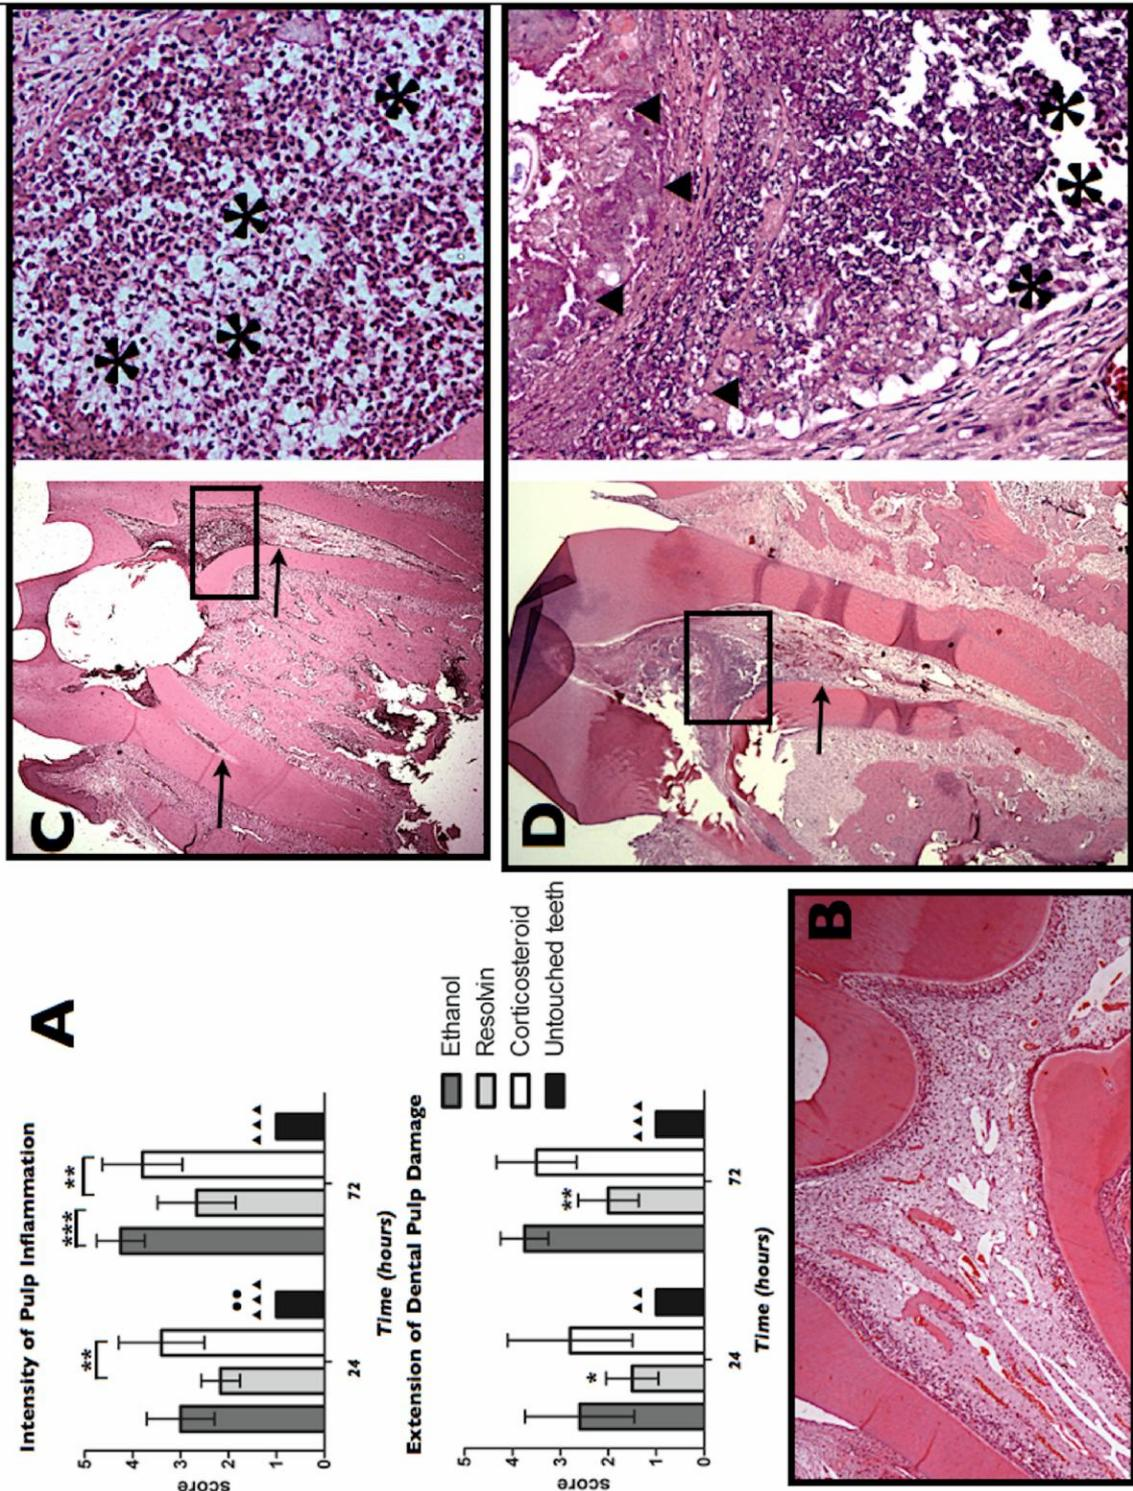 A
Intensity of Pulp Inflammation
score
5
4
3
2
1
0
**
***
**
24
72
Time (hours)
Extension of Dental Pulp Damage
score
5
4
3
2
1
0
*
**
24
72
Time (hours)
Ethanol
Resolvin
Corticosteroid
Untouched teeth
B
C
D